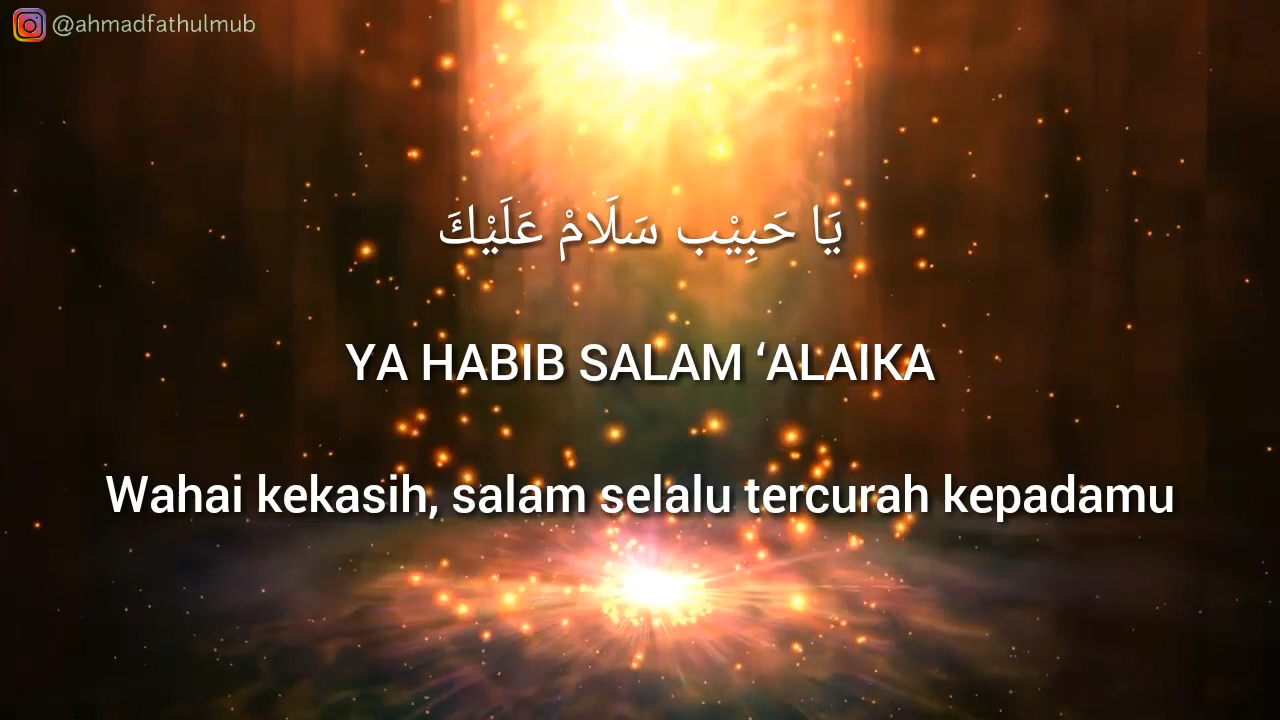 @ahmadfathulmub
يَا حَبِيْب سَلَامْ عَلَيْكَ
YA HABIB SALAM ‘ALAIKA
Wahai kekasih, salam selalu tercurah kepadamu